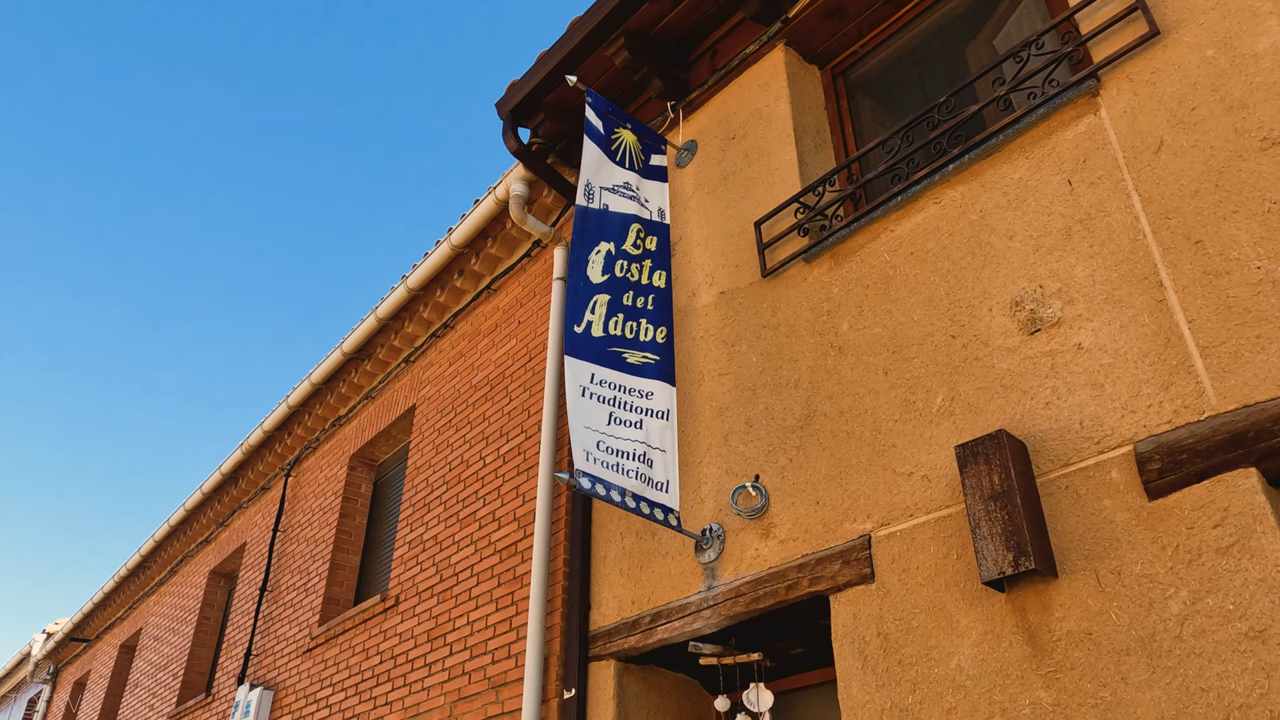 La
Costa
del
Adobe
Leonese
Traditional
food
Comida
Tradicional